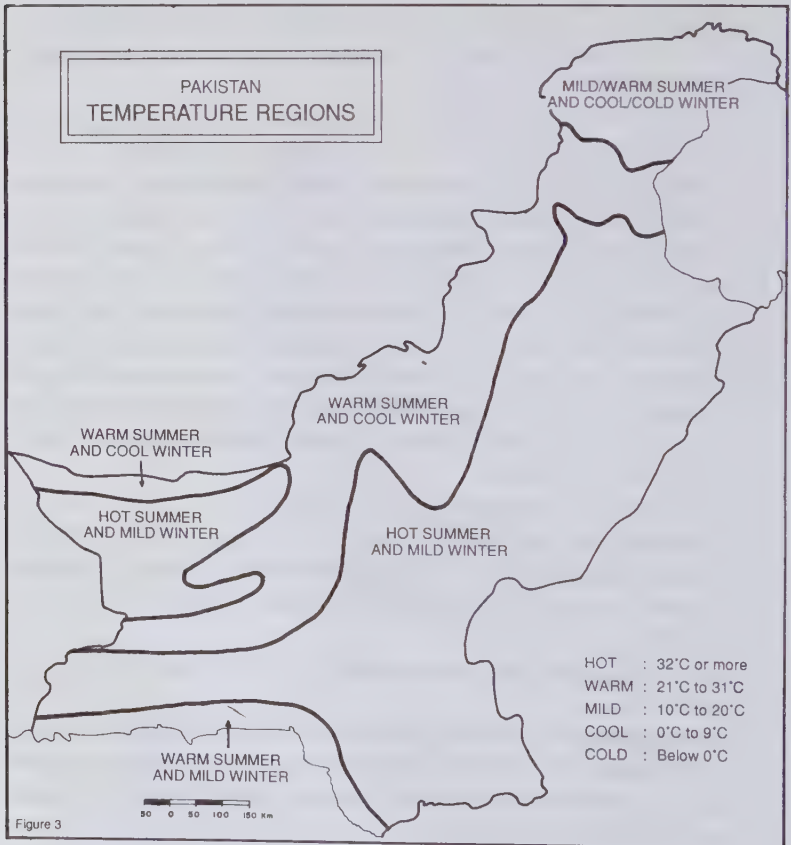 PAKISTAN
TEMPERATURE REGIONS
MILD/WARM SUMMER
AND COOL/COLD WINTER
WARM SUMMER
AND COOL WINTER
WARM SUMMER
AND COOL WINTER
HOT SUMMER
AND MILD WINTER
HOT SUMMER
AND MILD WINTER
HOT : 32°C or more
WARM : 21°C to 31°C
MILD : 10°C to 20°C
COOL : 0°C to 9°C
COLD : Below 0°C
WARM SUMMER
AND MILD WINTER
50 0 50 100 150 Km
Figure 3